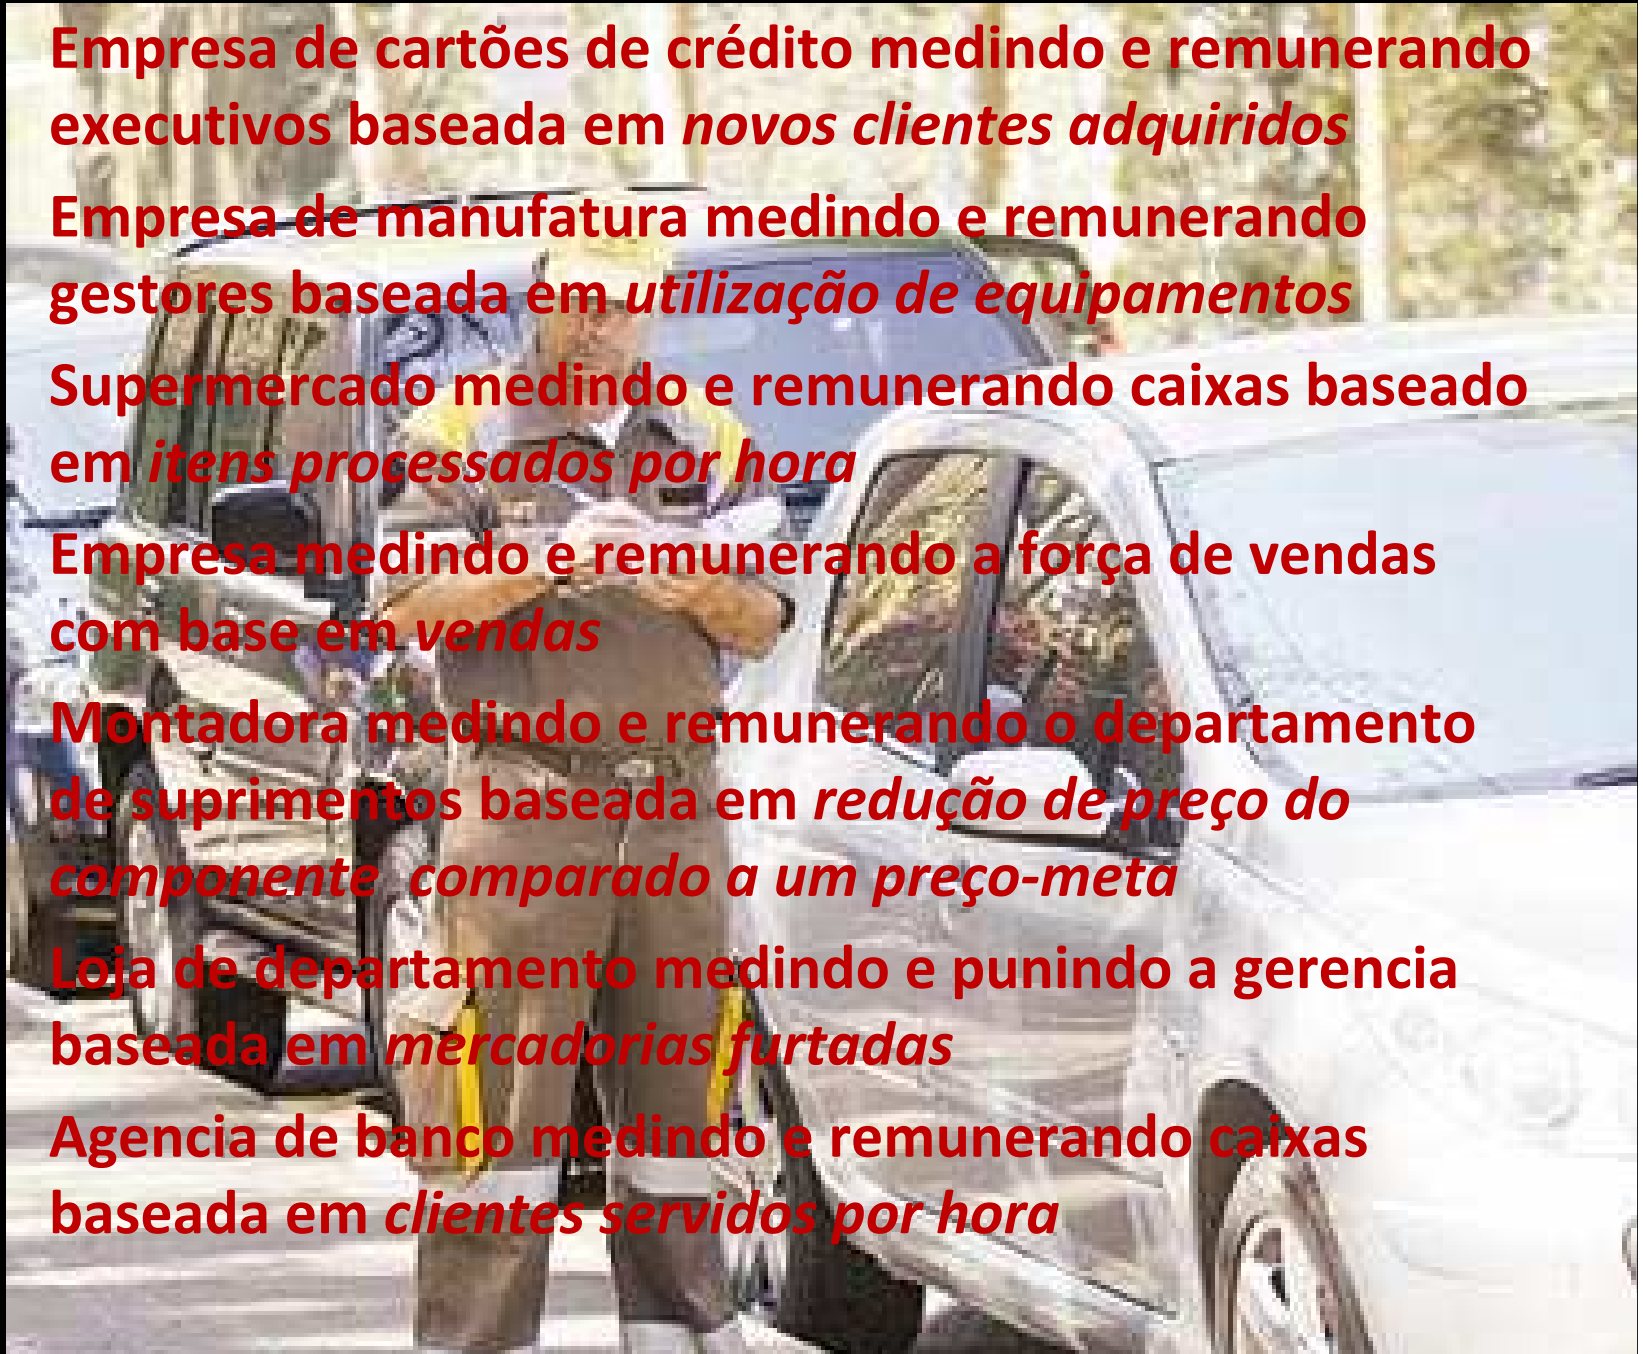 Empresa de cartões de crédito medindo e remunerando
executivos baseada em novos clientes adquiridos
Empresa de manufatura medindo e remunerando
gestores baseada em utilização de equipamentos
Supermercado medindo e remunerando caixas baseado
em itens processados por hora
Empresa medindo e remunerando a força de vendas
com base em vendas
Montadora medindo e remunerando o departamento
de suprimentos baseada em redução de preço do
componente comparado a um preço-meta
Loja de departamento medindo e punindo a gerencia
baseada em mercadorias furtadas
Agencia de banco medindo e remunerando caixas
baseada em clientes servidos por hora